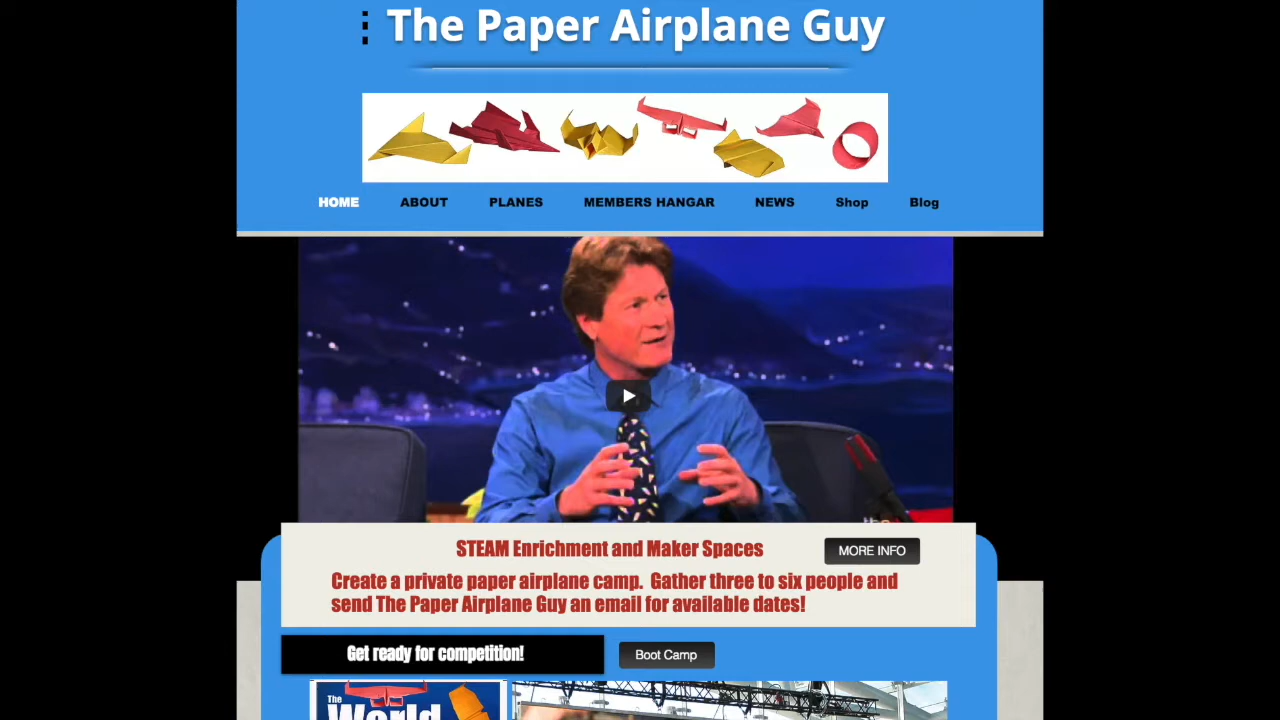 The Paper Airplane Guy
HOME ABOUT PLANES MEMBERS HANGAR NEWS Shop Blog
STEAM Enrichment and Maker Spaces
MORE INFO
Create a private paper airplane camp. Gather three to six people and
send The Paper Airplane Guy an email for available dates!
Get ready for competition!
Boot Camp
The
World